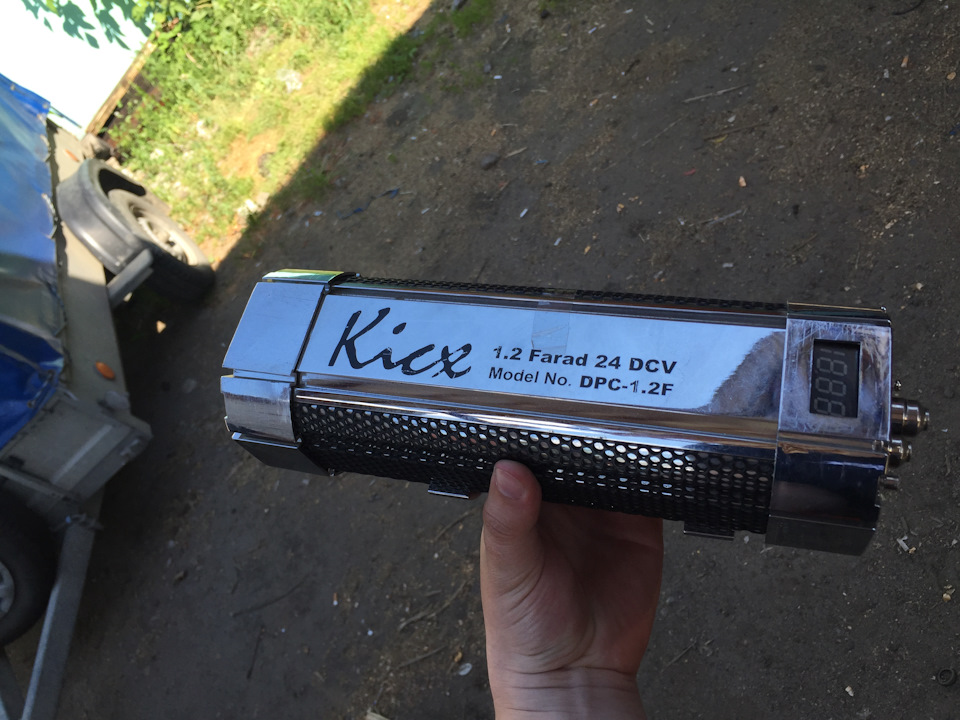 Kicx
1.2 Farad 24 DCV
Model No. DPC-1.2F